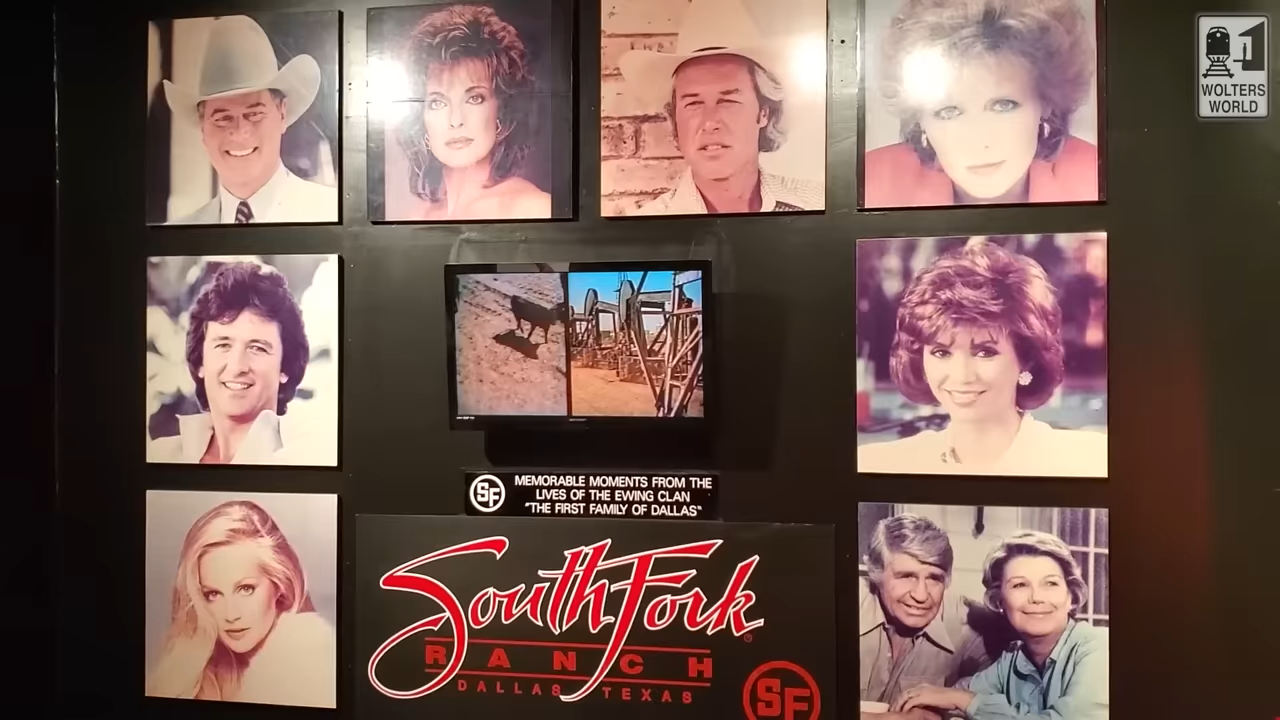 WOLTERS
WORLD
SF
MEMORABLE MOMENTS FROM THE
LIVES OF THE EWING CLAN
"THE FIRST FAMILY OF DALLAS"
SouthFork
RANCH
DALLAS TEXAS
SF